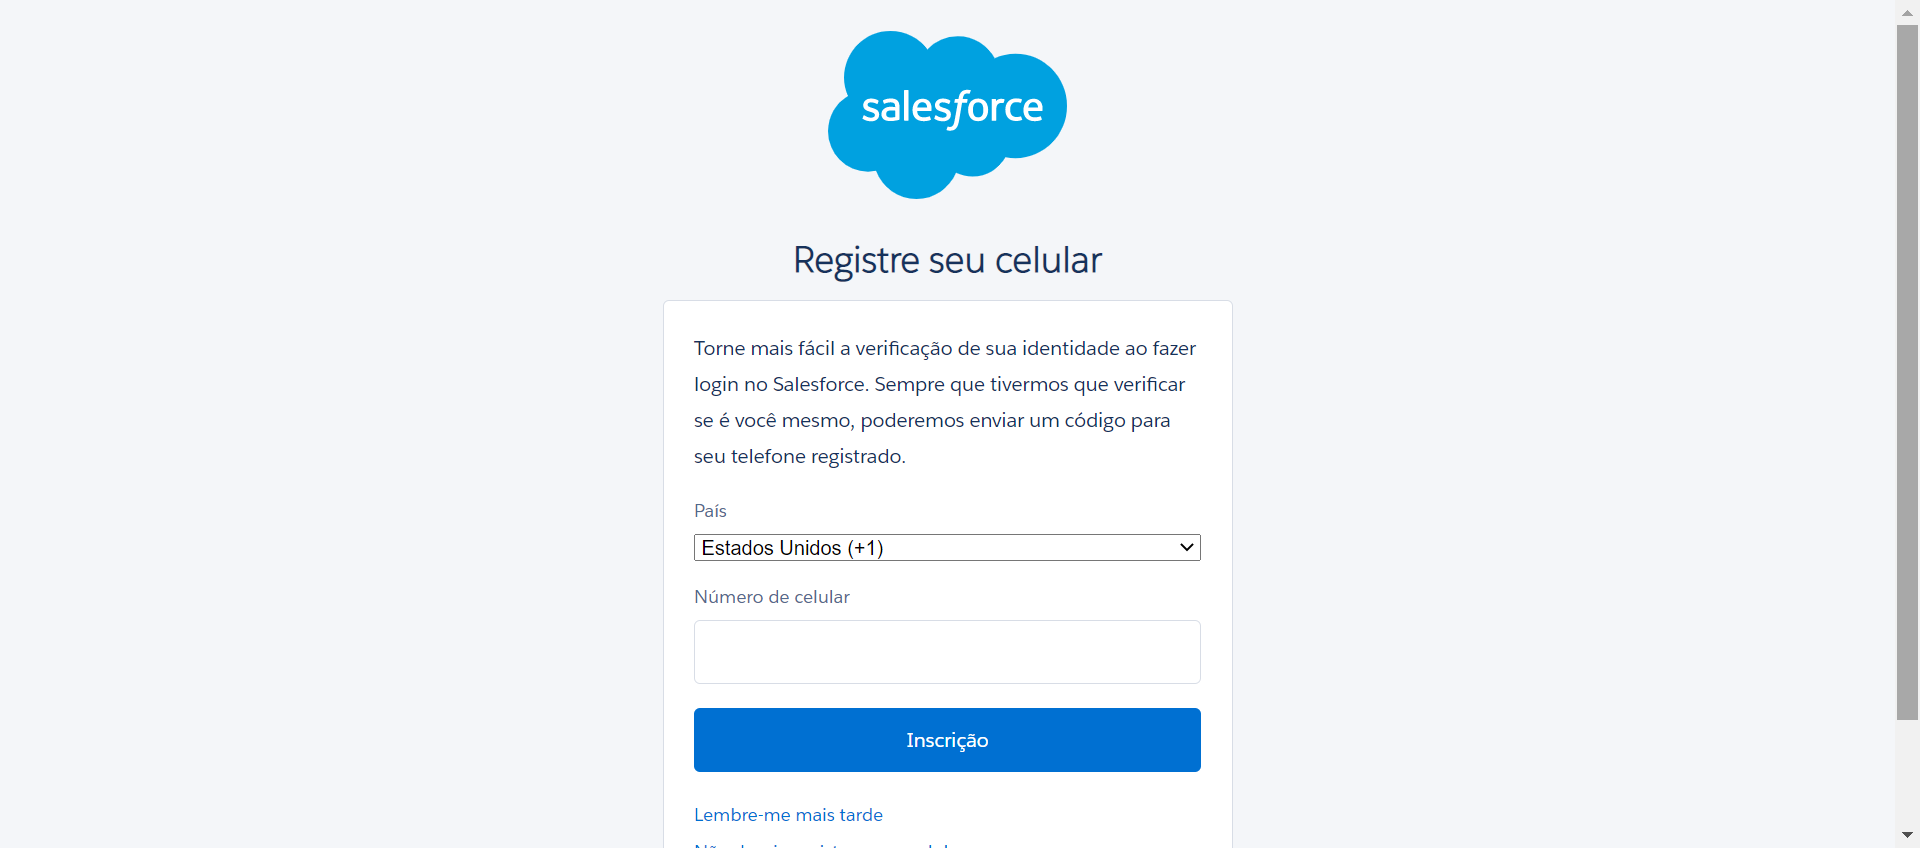 salesforce
Registre seu celular
Torne mais fácil a verificação de sua identidade ao fazer
login no Salesforce. Sempre que tivermos que verificar
se é você mesmo, poderemos enviar um código para
seu telefone registrado.
País
Estados Unidos (+1)
Número de celular
Inscrição
Lembre-me mais tarde